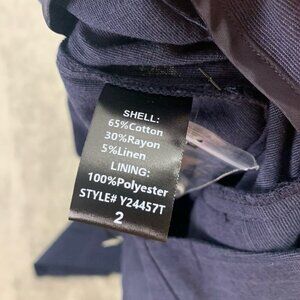 SHELL:
65%Cotton
30%Rayon
5%Linen
LINING:
100%Polyester
STYLE# Y24457T
2